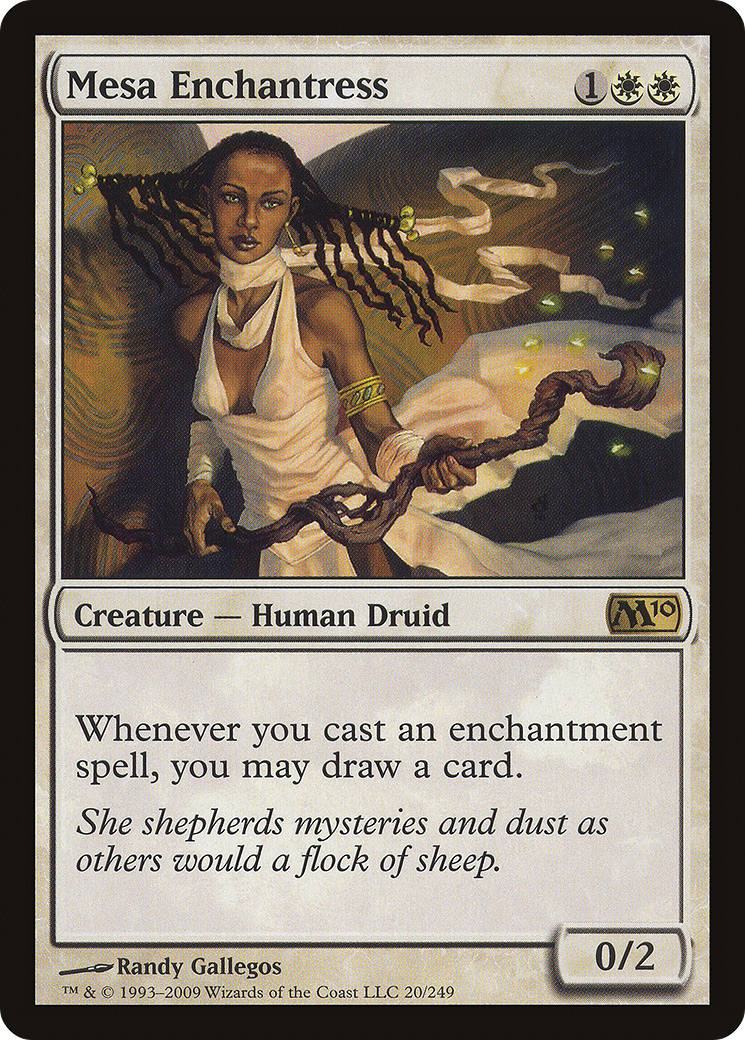 Mesa Enchantress 1
Creature — Human Druid M10
Whenever you cast an enchantment
spell, you may draw a card.
She shepherds mysteries and dust as
others would a flock of sheep.
0/2
Randy Gallegos
™ & © 1993–2009 Wizards of the Coast LLC 20/249